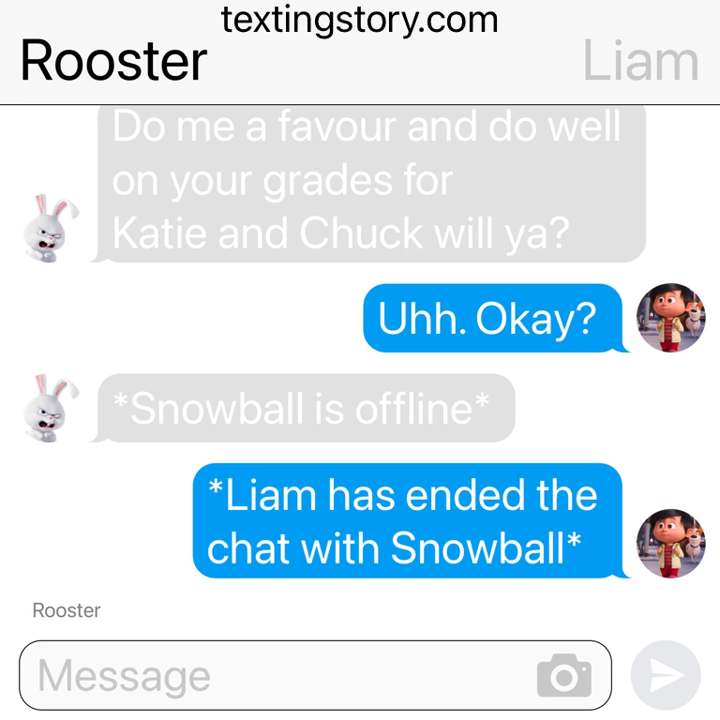 textingstory.com
Rooster
Liam
Do me a favour and do well
on your grades for
Katie and Chuck will ya?
Uhh. Okay?
*Snowball is offline*
*Liam has ended the
chat with Snowball*
Rooster
Message